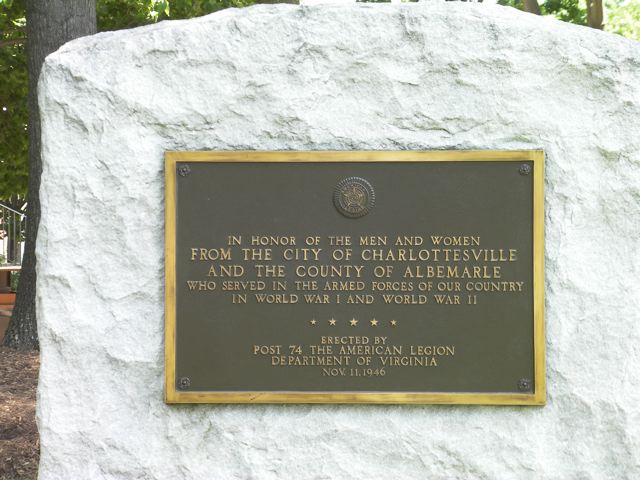 IN HONOR OF THE MEN AND WOMEN
FROM THE CITY OF CHARLOTTESVILLE
AND THE COUNTY OF ALBEMARLE
WHO SERVED IN THE ARMED FORCES OF OUR COUNTRY
IN WORLD WAR I AND WORLD WAR II
ERECTED BY
POST 74 THE AMERICAN LEGION
DEPARTMENT OF VIRGINIA
NOV. 11, 1946